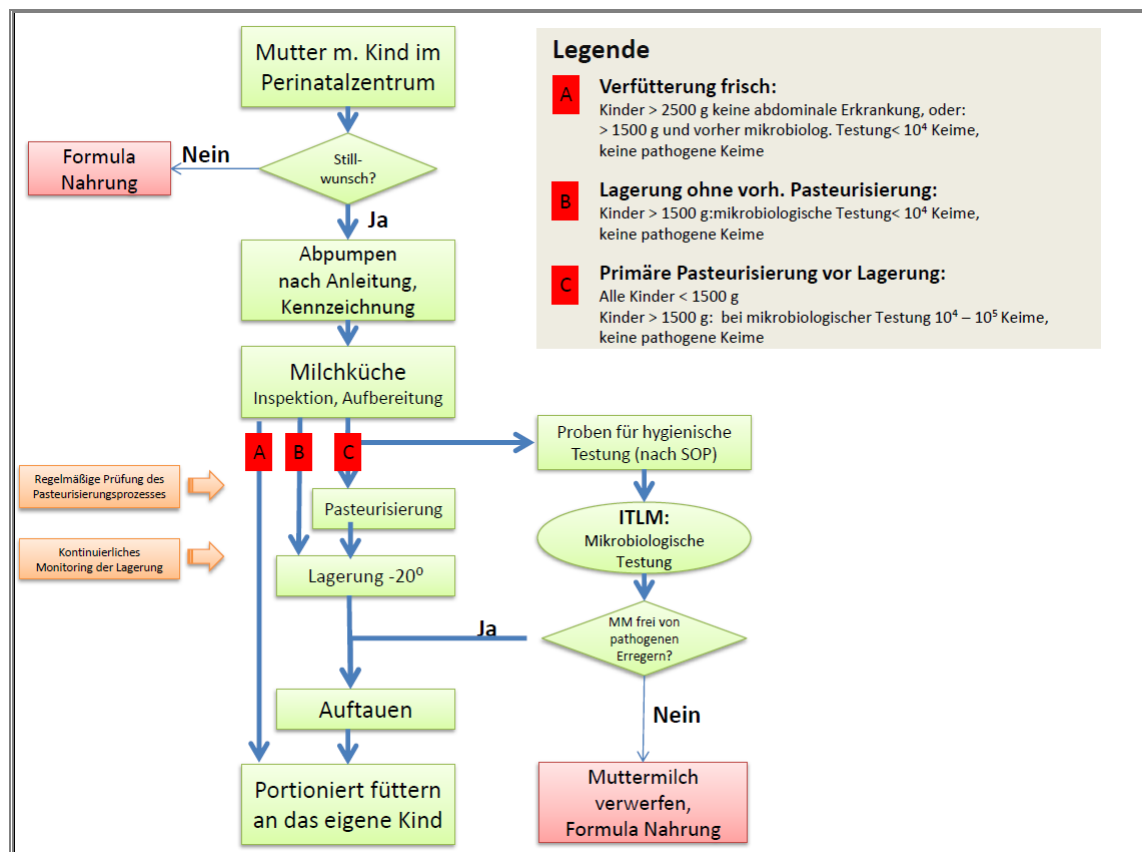 Mutter m. Kind im
Perinatalzentrum
Still-
wunsch?
Nein
Formula
Nahrung
Ja
Abpumpen
nach Anleitung,
Kennzeichnung
Milchküche
Inspektion, Aufbereitung
A
B
C
Regelmäßige Prüfung des
Pasteurisierungsprozesses
Kontinuierliches
Monitoring der Lagerung
Pasteurisierung
Lagerung -20⁰
Auftauen
Portioniert füttern
an das eigene Kind
Proben für hygienische
Testung (nach SOP)
ITLM:
Mikrobiologische
Testung
MM frei von
pathogenen
Erregern?
Ja
Nein
Muttermilch
verwerfen,
Formula Nahrung
Legende
A
Verfütterung frisch:
Kinder > 2500 g keine abdominale Erkrankung, oder:
> 1500 g und vorher mikrobiolog. Testung< 10⁴ Keime,
keine pathogene Keime
B
Lagerung ohne vorh. Pasteurisierung:
Kinder > 1500 g:mikrobiologische Testung< 10⁴ Keime,
keine pathogene Keime
C
Primäre Pasteurisierung vor Lagerung:
Alle Kinder < 1500 g
Kinder > 1500 g: bei mikrobiologischer Testung 10⁴ – 10⁵ Keime,
keine pathogene Keime